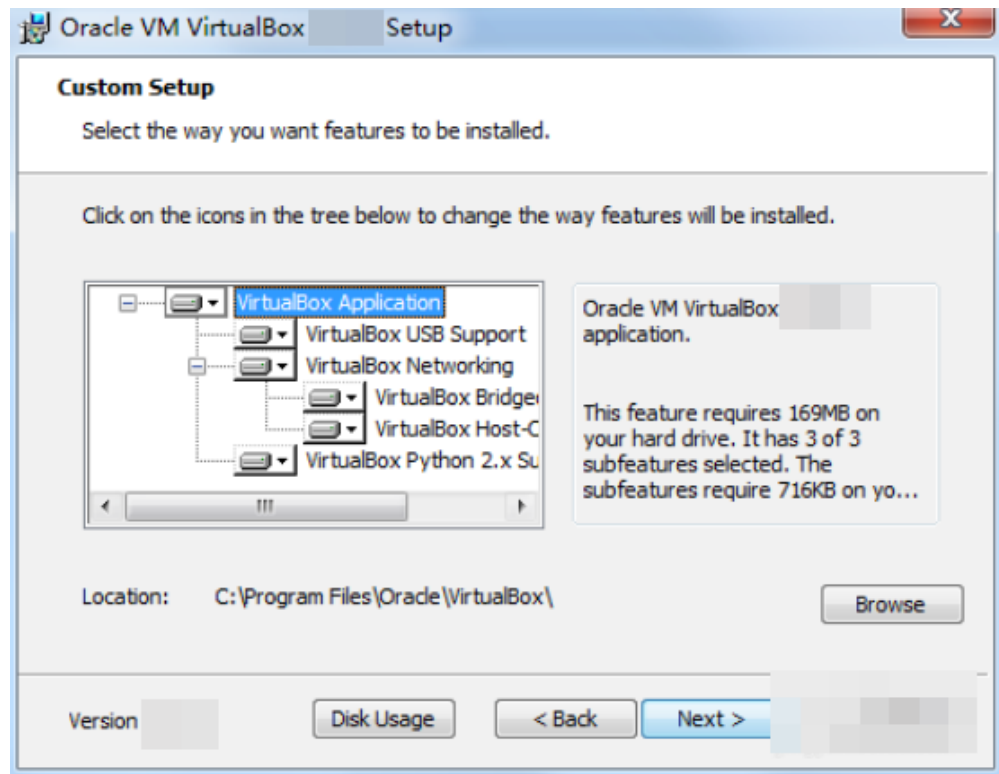 Oracle VM VirtualBox Setup
Custom Setup
Select the way you want features to be installed.
Click on the icons in the tree below to change the way features will be installed.
VirtualBox Application
VirtualBox USB Support
VirtualBox Networking
VirtualBox Bridge
VirtualBox Host-C
VirtualBox Python 2.x Su
Oracle VM VirtualBox
application.
This feature requires 169MB on
your hard drive. It has 3 of 3
subfeatures selected. The
subfeatures require 716KB on yo...
Location: C:\Program Files\Oracle\VirtualBox\
Browse
Version
Disk Usage
< Back
Next >